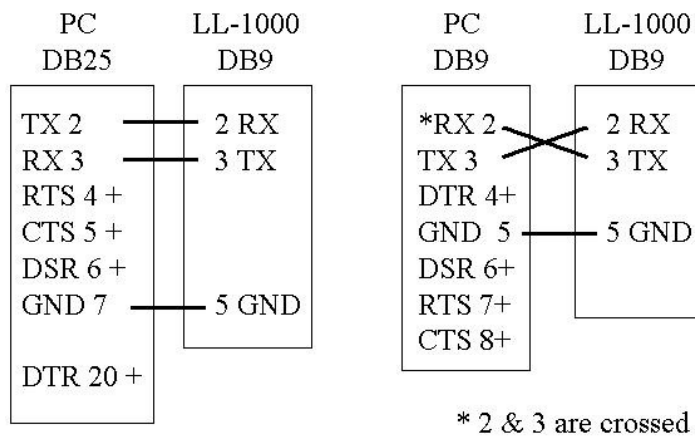 PC LL-1000
DB25 DB9
TX 2 2 RX
RX 3 3 TX
RTS 4 +
CTS 5 +
DSR 6 +
GND 7 5 GND
DTR 20 +
PC LL-1000
DB9 DB9
*RX 2 2 RX
TX 3 3 TX
DTR 4+
GND 5 5 GND
DSR 6+
RTS 7+
CTS 8+
* 2 & 3 are crossed